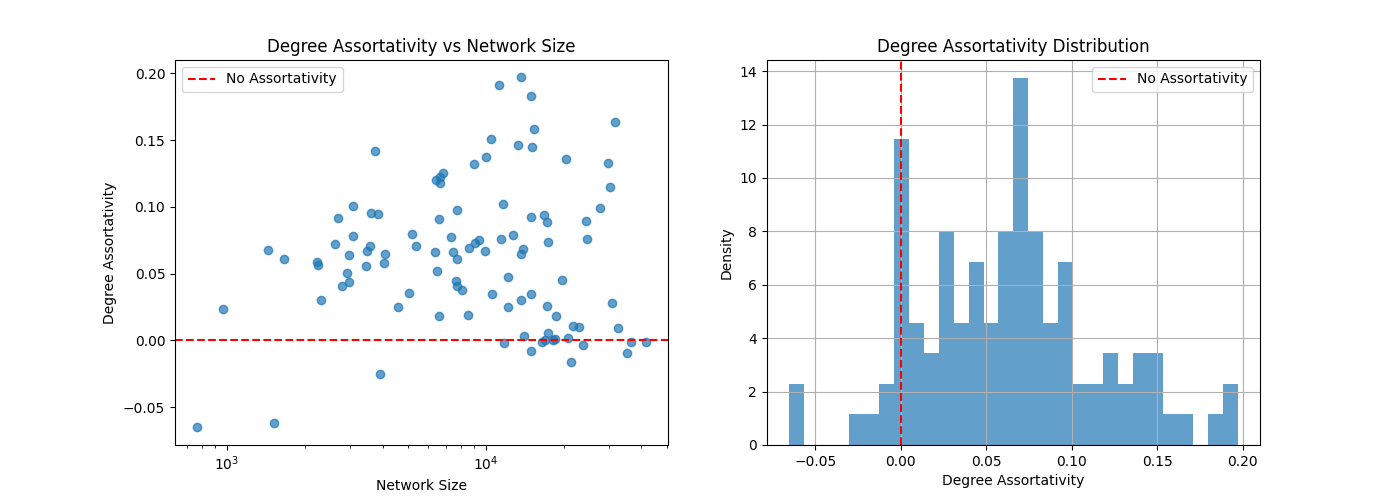 Degree Assortativity vs Network Size
No Assortativity
0.20
0.15
0.10
0.05
0.00
−0.05
Degree Assortativity
10³
10⁴
Network Size
Degree Assortativity Distribution
No Assortativity
14
12
10
8
6
4
2
0
Density
−0.05
0.00
0.05
0.10
0.15
0.20
Degree Assortativity